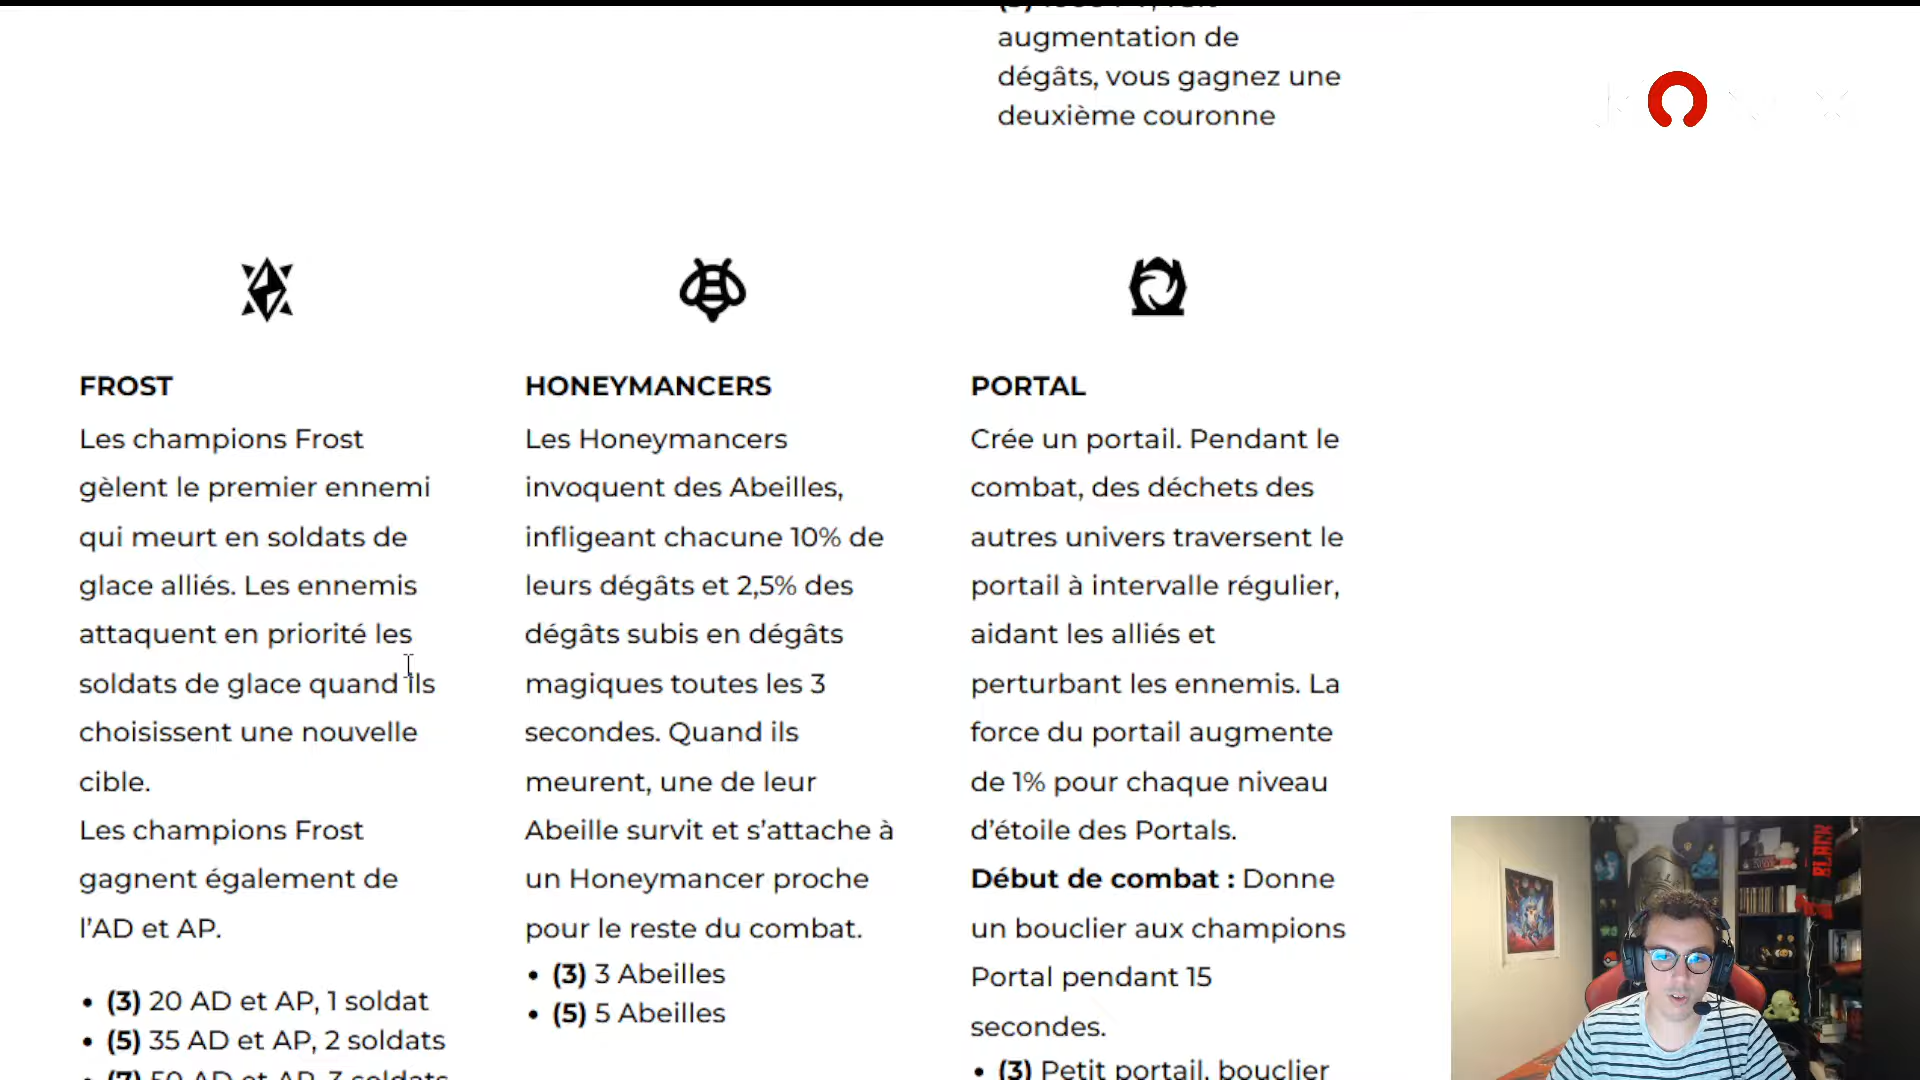 augmentation de
dégâts, vous gagnez une
deuxième couronne
FROST
Les champions Frost
gèlent le premier ennemi
qui meurt en soldats de
glace alliés. Les ennemis
attaquent en priorité les
soldats de glace quand ils
choisissent une nouvelle
cible.
Les champions Frost
gagnent également de
l'AD et AP.
• (3) 20 AD et AP, 1 soldat
• (5) 35 AD et AP, 2 soldats
• (7) 50 AD et AP, 3 soldats
HONEYMANCERS
Les Honeymancers
invoquent des Abeilles,
infligeant chacune 10% de
leurs dégâts et 2,5% des
dégâts subis en dégâts
magiques toutes les 3
secondes. Quand ils
meurent, une de leur
Abeille survit et s'attache à
un Honeymancer proche
pour le reste du combat.
• (3) 3 Abeilles
• (5) 5 Abeilles
PORTAL
Crée un portail. Pendant le
combat, des déchets des
autres univers traversent le
portail à intervalle régulier,
aidant les alliés et
perturbant les ennemis. La
force du portail augmente
de 1% pour chaque niveau
d'étoile des Portals.
Début de combat : Donne
un bouclier aux champions
Portal pendant 15
secondes.
• (3) Petit portail, bouclier
BLACK